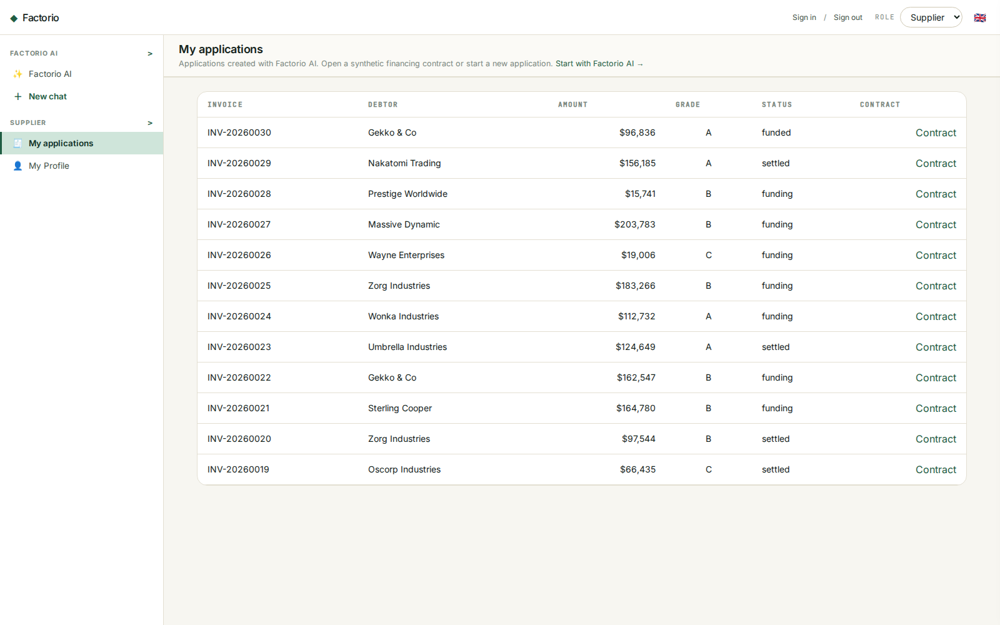 ◆ Factorio
Sign in / Sign out ROLE Supplier
FACTORIO AI >
Factorio AI
+ New chat
SUPPLIER >
My applications
My Profile
My applications
Applications created with Factorio AI. Open a synthetic financing contract or start a new application. Start with Factorio AI →
INVOICE DEBTOR AMOUNT GRADE STATUS CONTRACT
INV-20260030 Gekko & Co $96,836 A funded Contract
INV-20260029 Nakatomi Trading $156,185 A settled Contract
INV-20260028 Prestige Worldwide $15,741 B funding Contract
INV-20260027 Massive Dynamic $203,783 B funding Contract
INV-20260026 Wayne Enterprises $19,006 C funding Contract
INV-20260025 Zorg Industries $183,266 B funding Contract
INV-20260024 Wonka Industries $112,732 A funding Contract
INV-20260023 Umbrella Industries $124,649 A settled Contract
INV-20260022 Gekko & Co $162,547 B funding Contract
INV-20260021 Sterling Cooper $164,780 B funding Contract
INV-20260020 Zorg Industries $97,544 B settled Contract
INV-20260019 Oscorp Industries $66,435 C settled Contract